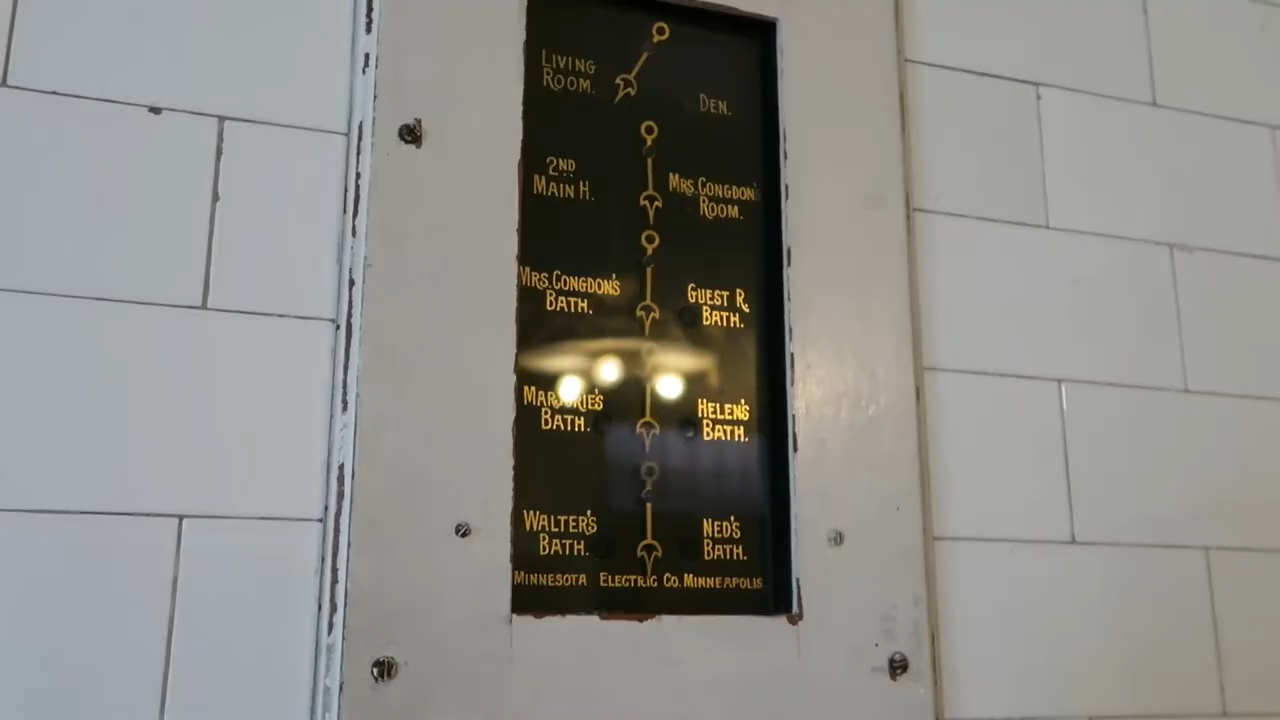 LIVING
ROOM.
DEN.
2ND
MAIN H.
MRS. CONGDON'S
ROOM.
MRS. CONGDON'S
BATH.
GUEST R.
BATH.
MARJORIE'S
BATH.
HELEN'S
BATH.
WALTER'S
BATH.
NED'S
BATH.
MINNESOTA ELECTRIC CO. MINNEAPOLIS